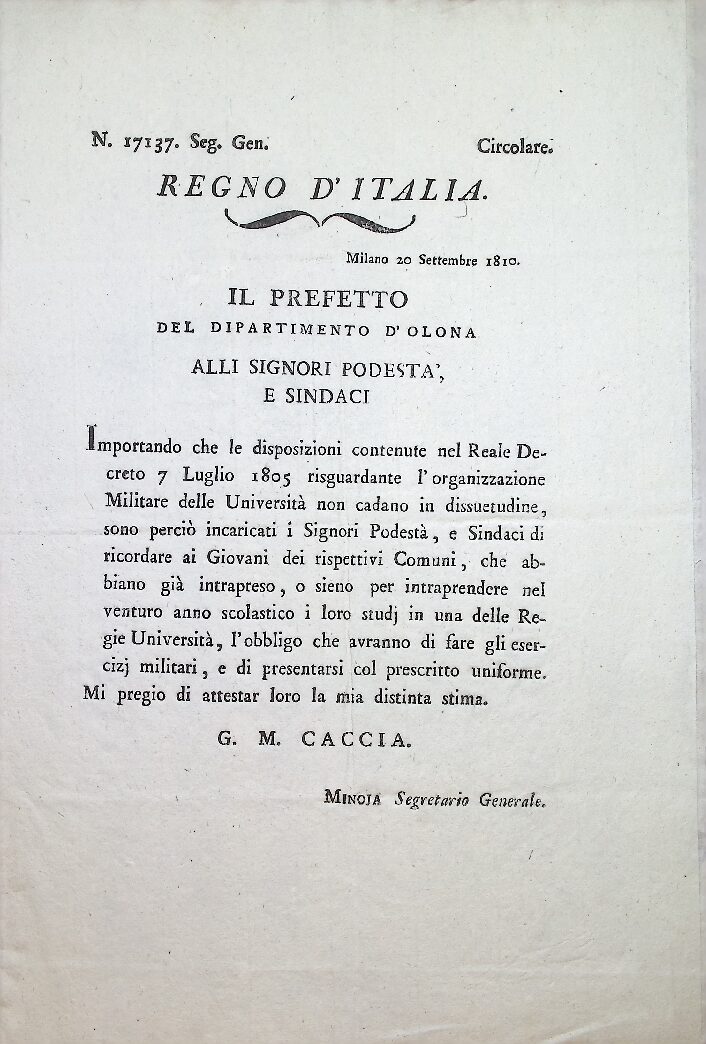 N. 17137. Seg. Gen.
Circolare.
REGNO D'ITALIA.
Milano 20 Settembre 1810.
IL PREFETTO
DEL DIPARTIMENTO D'OLONA
ALLI SIGNORI PODESTA',
E SINDACI
Importando che le disposizioni contenute nel Reale De-
creto 7 Luglio 1805 risguardante l'organizzazione
Militare delle Università non cadano in dissuetudine,
sono perciò incaricati i Signori Podestà, e Sindaci di
ricordare ai Giovani dei rispettivi Comuni, che ab-
biano già intrapreso, o sieno per intraprendere nel
venturo anno scolastico i loro studj in una delle Re-
gie Università, l'obbligo che avranno di fare gli eser-
cizj militari, e di presentarsi col prescritto uniforme.
Mi pregio di attestar loro la mia distinta stima.
G. M. CACCIA.
MINOJA Segretario Generale.